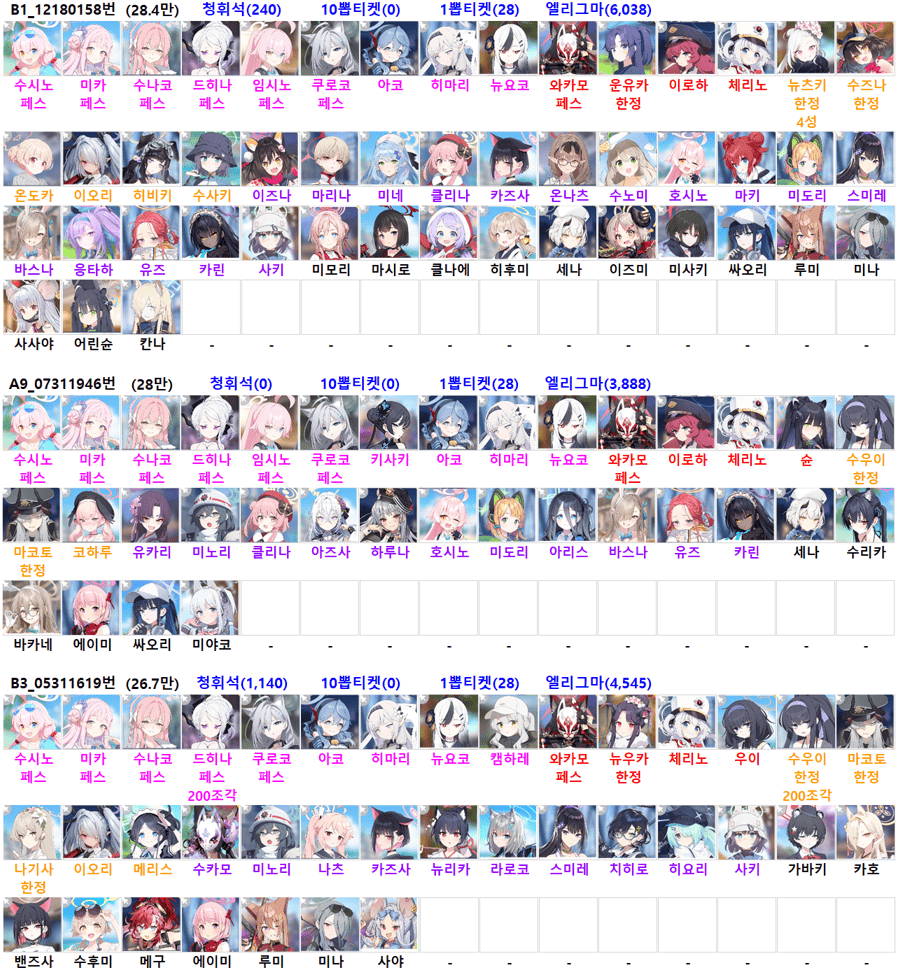 B1_12180158번 (28.4만) 청휘석(240) 10뽑티켓(0) 1뽑티켓(28) 엘리그마(6,038)
수시노 미카 수나코 드히나 임시노 쿠로코 아코 히마리 뉴요코 와카모 운유카 이로하 체리노 뉴츠키 수즈나
페스 페스 페스 페스 페스 페스 페스 한정 한정 한정
4성
온도카 이오리 히비키 수사키 이즈나 마리나 미네 클리나 카즈사 온나츠 수노미 호시노 마키 미도리 스미레
바스나 응타하 유즈 카린 사키 미모리 마시로 클나에 히후미 세나 이즈미 미사키 싸오리 루미 미나
사사야 어린슌 칸나 - - - - - - - - - - - -
A9_07311946번 (28만) 청휘석(0) 10뽑티켓(0) 1뽑티켓(28) 엘리그마(3,888)
수시노 미카 수나코 드히나 임시노 쿠로코 키사키 아코 히마리 뉴요코 와카모 이로하 체리노 슌 수우이
페스 페스 페스 페스 페스 페스 페스 한정
마코토 코하루 유카리 미노리 클리나 아즈사 하루나 호시노 미도리 아리스 바스나 유즈 카린 세나 수리카
한정
바카네 에이미 싸오리 미야코 - - - - - - - - - - -
B3_05311619번 (26.7만) 청휘석(1,140) 10뽑티켓(0) 1뽑티켓(28) 엘리그마(4,545)
수시노 미카 수나코 드히나 쿠로코 아코 히마리 뉴요코 캠하레 와카모 뉴우카 체리노 우이 수우이 마코토
페스 페스 페스 페스 페스 페스 한정 한정 한정
200조각 200조각
나기사 이오리 메리스 수카모 미노리 나츠 카즈사 뉴리카 라로코 스미레 치히로 히요리 사키 가바키 카호
한정
밴즈사 수후미 메구 에이미 루미 미나 사야 - - - - - - - -